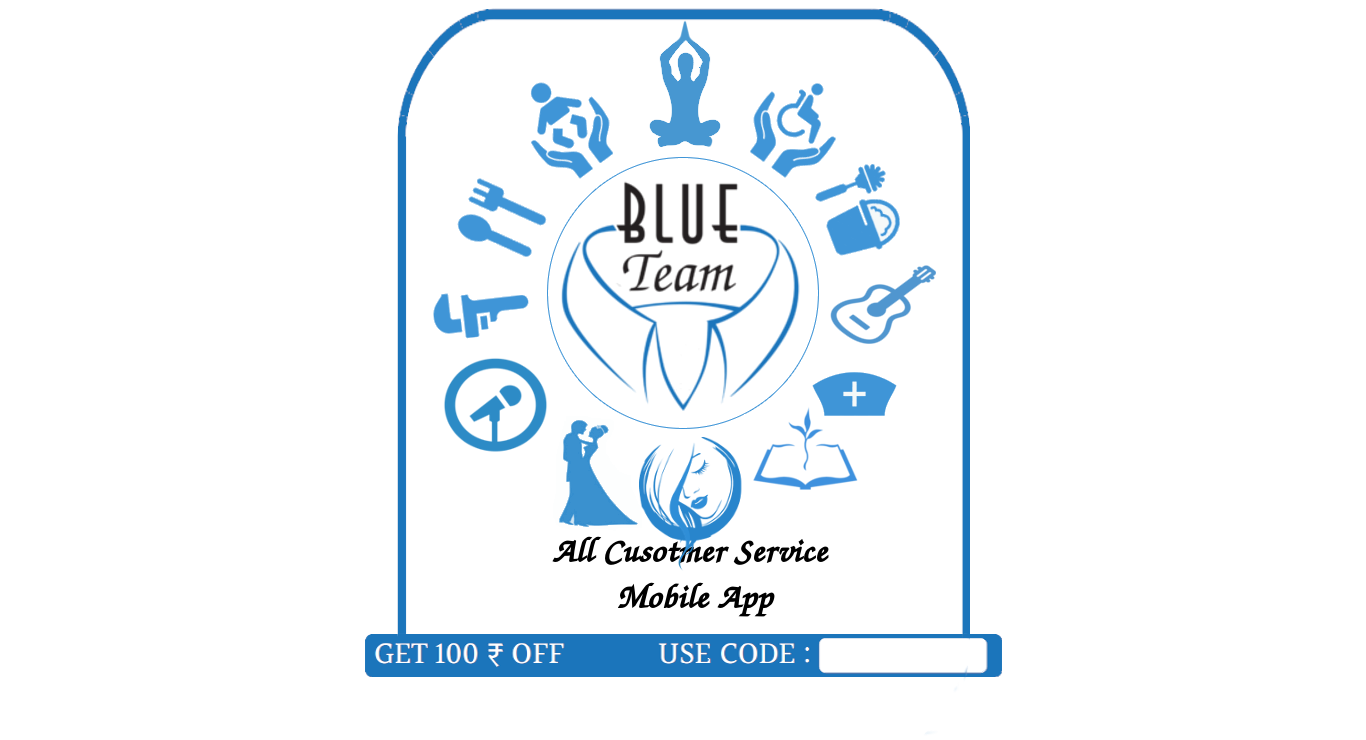 BLUE
Team
All Cusotmer Service
Mobile App
GET 100 ₹ OFF USE CODE :